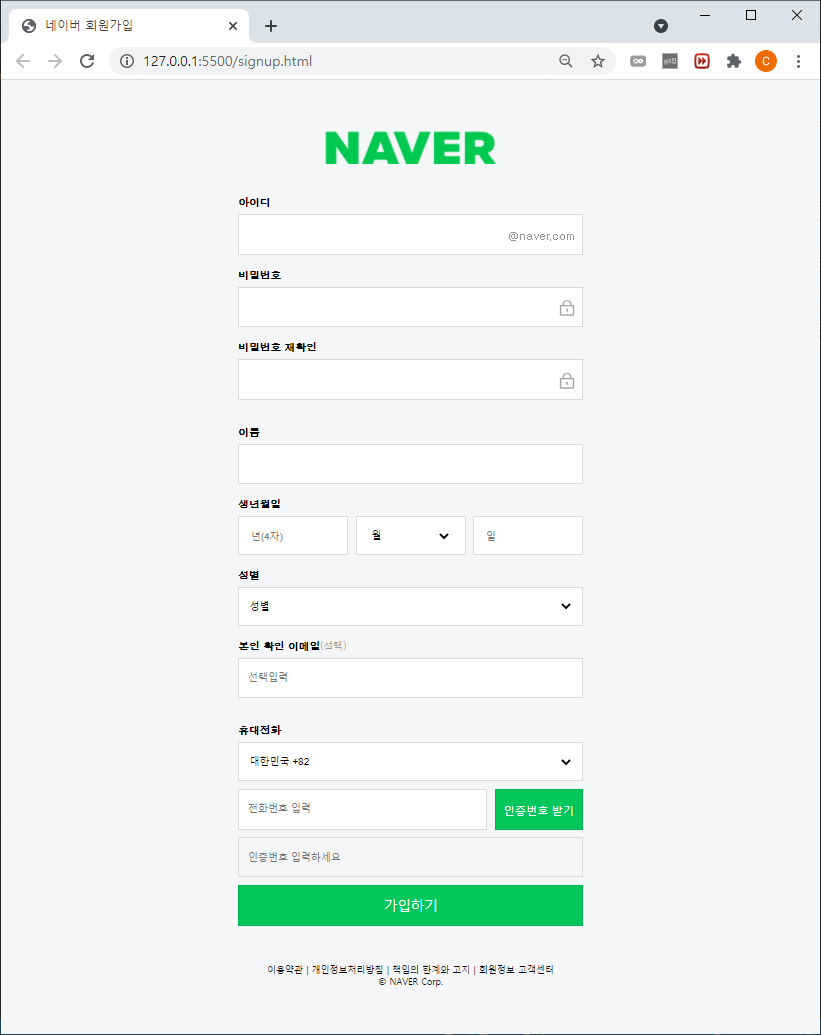 네이버 회원가입
127.0.0.1:5500/signup.html
C
NAVER
아이디
@naver.com
비밀번호
비밀번호 재확인
이름
생년월일
년(4자) 월 일
성별
성별
본인 확인 이메일(선택)
선택입력
휴대전화
대한민국 +82
전화번호 입력 인증번호 받기
인증번호 입력하세요
가입하기
이용약관 | 개인정보처리방침 | 책임의 한계와 고지 | 회원정보 고객센터
© NAVER Corp.